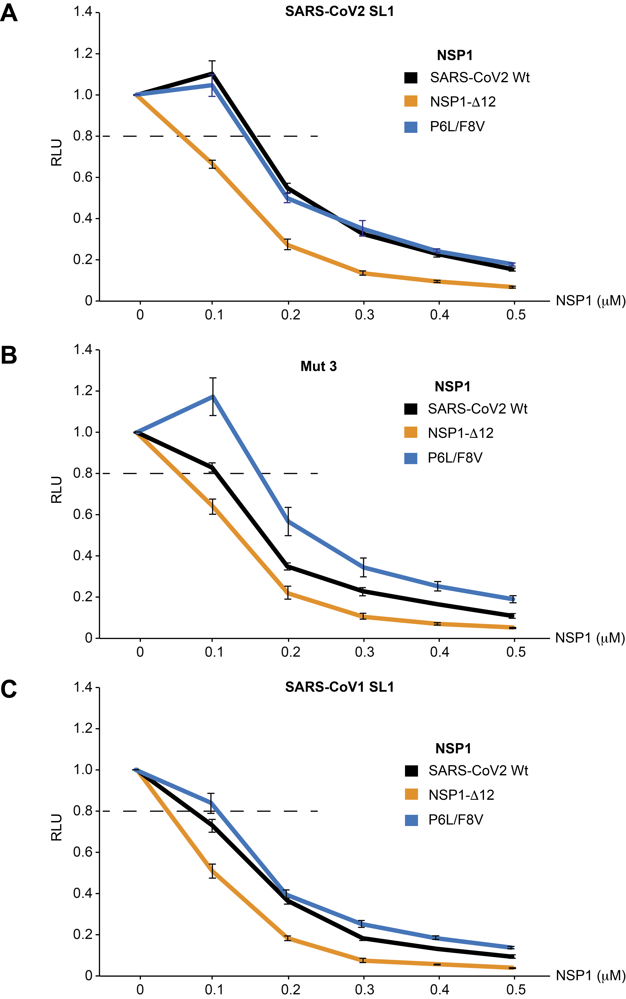 A
SARS-CoV2 SL1
1.4
1.2
1.0
0.8
0.6
0.4
0.2
0
RLU
NSP1
SARS-CoV2 Wt
NSP1-Δ12
P6L/F8V
0 0.1 0.2 0.3 0.4 0.5
NSP1 (μM)
B
Mut 3
1.4
1.2
1.0
0.8
0.6
0.4
0.2
0
RLU
NSP1
SARS-CoV2 Wt
NSP1-Δ12
P6L/F8V
0 0.1 0.2 0.3 0.4 0.5
NSP1 (μM)
C
SARS-CoV1 SL1
1.4
1.2
1.0
0.8
0.6
0.4
0.2
0
RLU
NSP1
SARS-CoV2 Wt
NSP1-Δ12
P6L/F8V
0 0.1 0.2 0.3 0.4 0.5
NSP1 (μM)